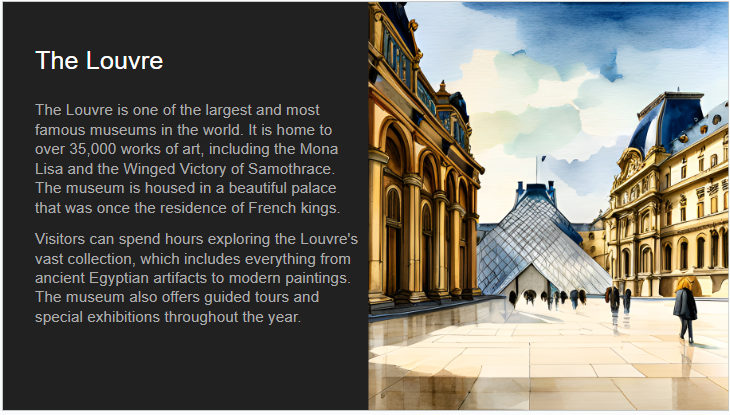 The Louvre
The Louvre is one of the largest and most
famous museums in the world. It is home to
over 35,000 works of art, including the Mona
Lisa and the Winged Victory of Samothrace.
The museum is housed in a beautiful palace
that was once the residence of French kings.
Visitors can spend hours exploring the Louvre's
vast collection, which includes everything from
ancient Egyptian artifacts to modern paintings.
The museum also offers guided tours and
special exhibitions throughout the year.